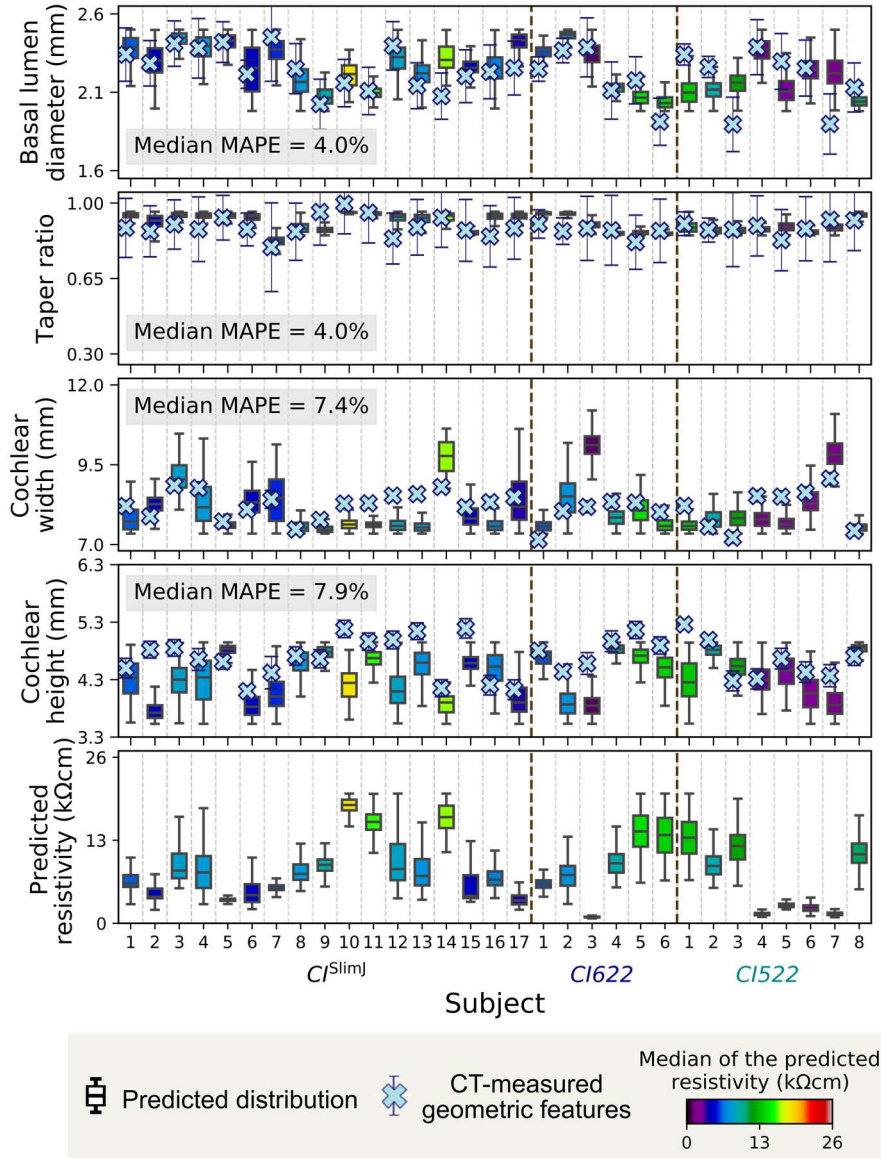 Basal lumen
diameter (mm)
2.6
2.1
1.6
Median MAPE = 4.0%
Taper ratio
1.00
0.65
0.30
Median MAPE = 4.0%
Cochlear
width (mm)
12.0
9.5
7.0
Median MAPE = 7.4%
Cochlear
height (mm)
6.3
5.3
4.3
3.3
Median MAPE = 7.9%
Predicted
resistivity (kΩcm)
26
13
0
1 2 3 4 5 6 7 8 9 10 11 12 13 14 15 16 17 1 2 3 4 5 6 1 2 3 4 5 6 7 8
CI^SlimJ CI622 CI522
Subject
Predicted distribution
CT-measured
geometric features
Median of the predicted
resistivity (kΩcm)
0 13 26